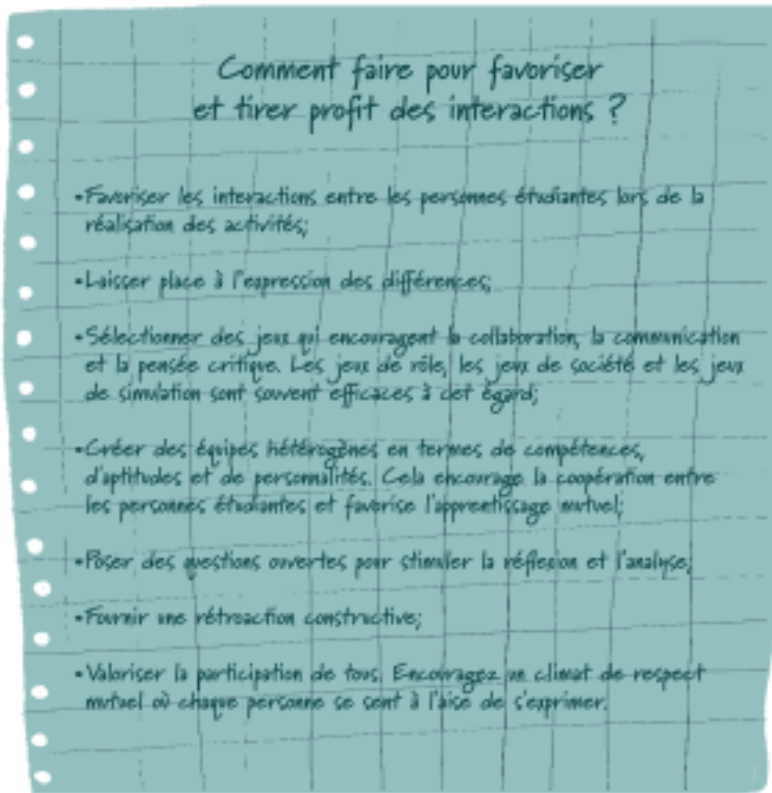 Comment faire pour favoriser
et tirer profit des interactions ?
•Favoriser les interactions entre les personnes étudiantes lors de la
réalisation des activités;
•Laisser place à l'expression des différences;
•Sélectionner des jeux qui encouragent la collaboration, la communication
et la pensée critique. Les jeux de rôle, les jeux de société et les jeux
de simulation sont souvent efficaces à cet égard;
•Créer des équipes hétérogènes en termes de compétences,
d'aptitudes et de personnalités. Cela encourage la coopération entre
les personnes étudiantes et favorise l'apprentissage mutuel;
•Poser des questions ouvertes pour stimuler la réflexion et l'analyse;
•Fournir une rétroaction constructive;
•Valoriser la participation de tous. Encouragez un climat de respect
mutuel où chaque personne se sent à l'aise de s'exprimer.